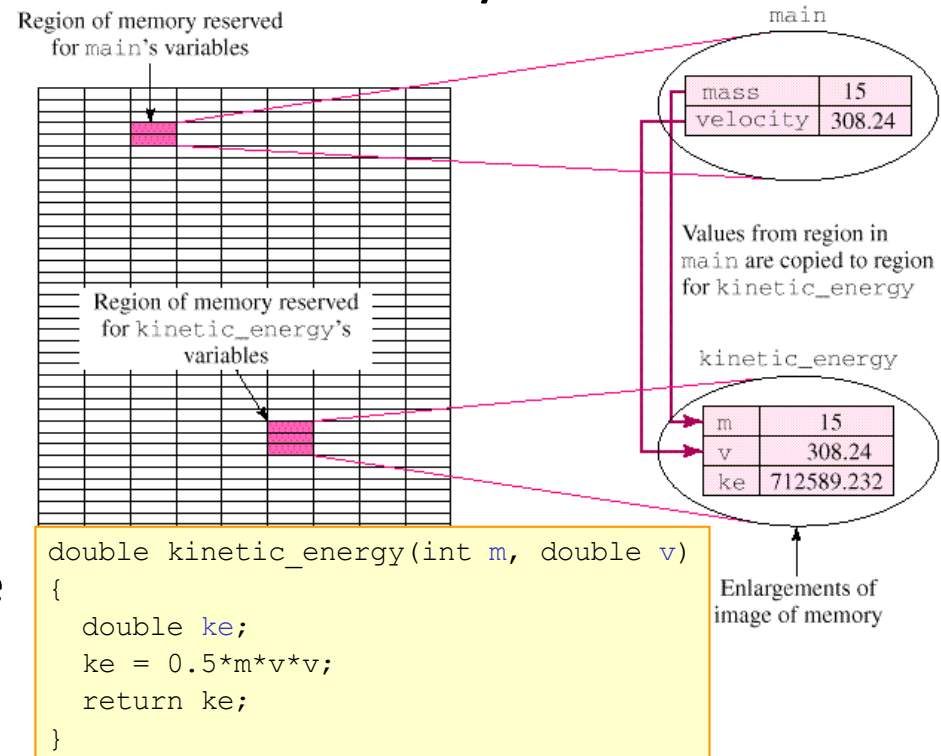 Region of memory reserved
for main's variables
main
mass 15
velocity 308.24
Values from region in
main are copied to region
for kinetic_energy
Region of memory reserved
for kinetic_energy's
variables
kinetic_energy
m 15
v 308.24
ke 712589.232
Enlargements of
image of memory
double kinetic_energy(int m, double v)
{
double ke;
ke = 0.5*m*v*v;
return ke;
}